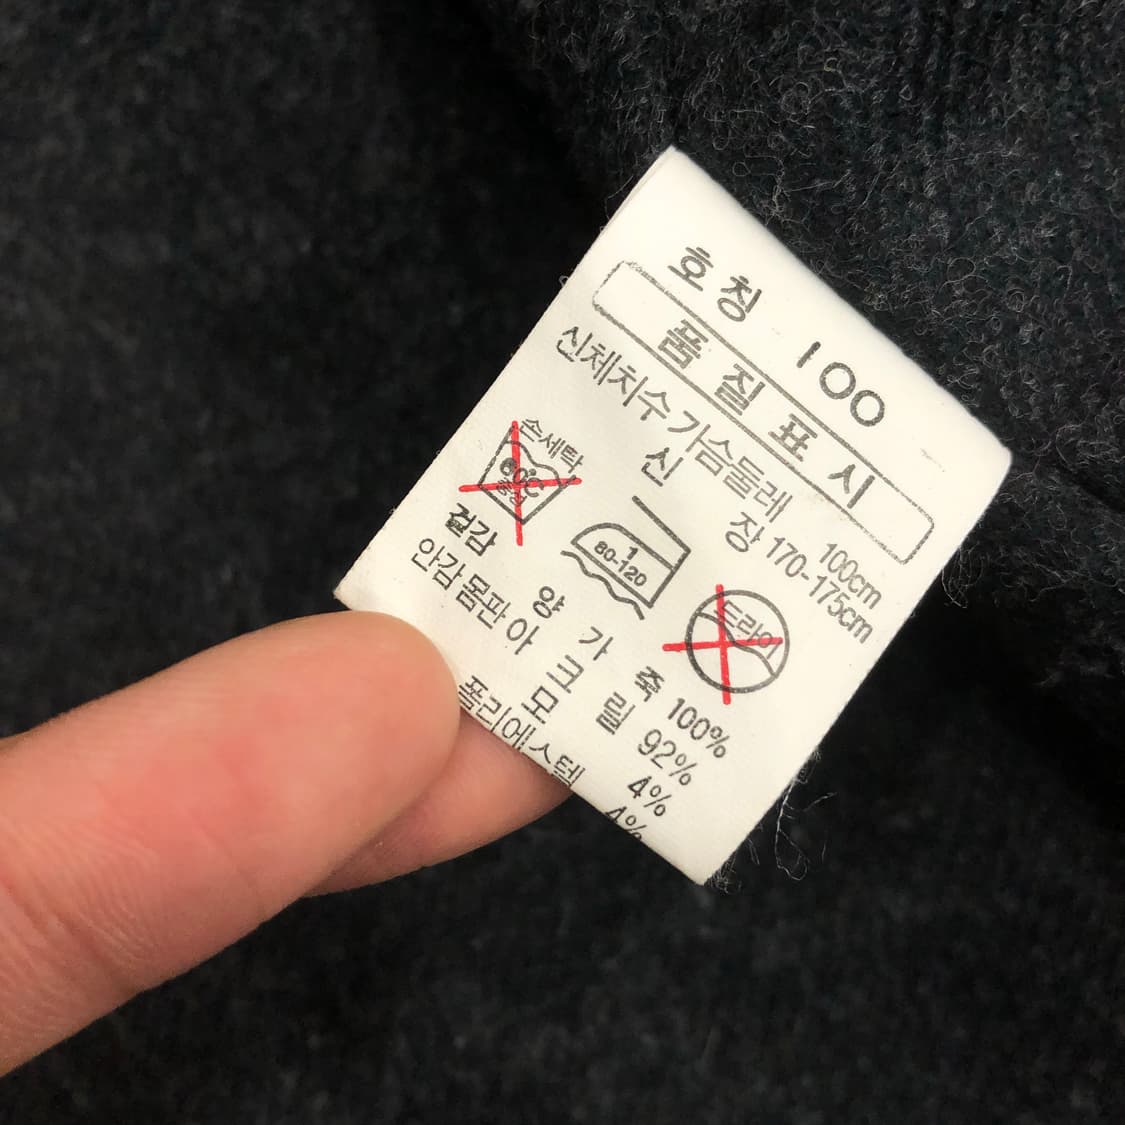 호칭 100
품질표시
신체치수 가슴둘레 100cm
신 장 170-175cm
손세탁
1
80-120
드라이
겉감 양 가 죽 100%
안감몸판 아 크 릴 92%
모 4%
폴리에스텔 4%